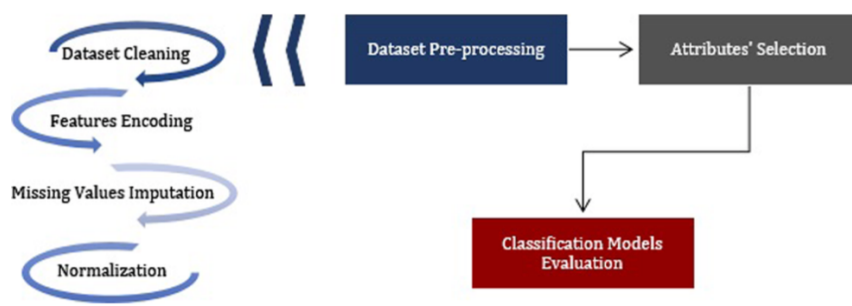 Dataset Cleaning
Features Encoding
Missing Values Imputation
Normalization
Dataset Pre-processing
Attributes' Selection
Classification Models
Evaluation